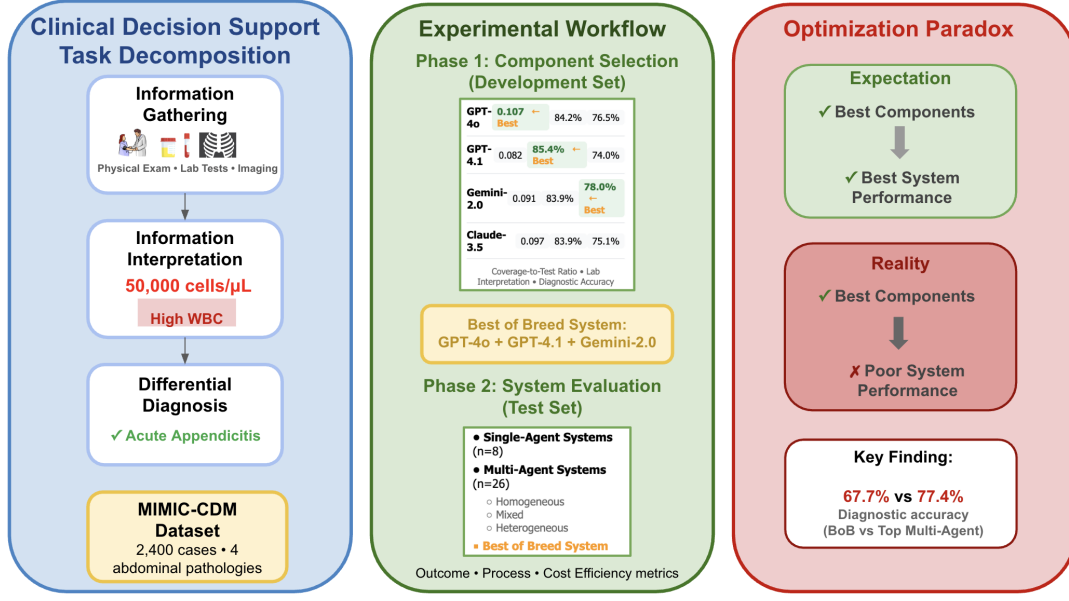 Clinical Decision Support
Task Decomposition
Information
Gathering
Physical Exam • Lab Tests • Imaging
Information
Interpretation
50,000 cells/µL
High WBC
Differential
Diagnosis
✓ Acute Appendicitis
MIMIC-CDM
Dataset
2,400 cases • 4
abdominal pathologies
Experimental Workflow
Phase 1: Component Selection
(Development Set)
GPT-4o 0.107 ← Best 84.2% 76.5%
GPT-4.1 0.082 85.4% ← Best 74.0%
Gemini-2.0 0.091 83.9% 78.0% ← Best
Claude-3.5 0.097 83.9% 75.1%
Coverage-to-Test Ratio • Lab
Interpretation • Diagnostic Accuracy
Best of Breed System:
GPT-4o + GPT-4.1 + Gemini-2.0
Phase 2: System Evaluation
(Test Set)
● Single-Agent Systems
(n=8)
● Multi-Agent Systems
(n=26)
○ Homogeneous
○ Mixed
○ Heterogeneous
▪ Best of Breed System
Outcome • Process • Cost Efficiency metrics
Optimization Paradox
Expectation
✓ Best Components
✓ Best System
Performance
Reality
✓ Best Components
✗ Poor System
Performance
Key Finding:
67.7% vs 77.4%
Diagnostic accuracy
(BoB vs Top Multi-Agent)